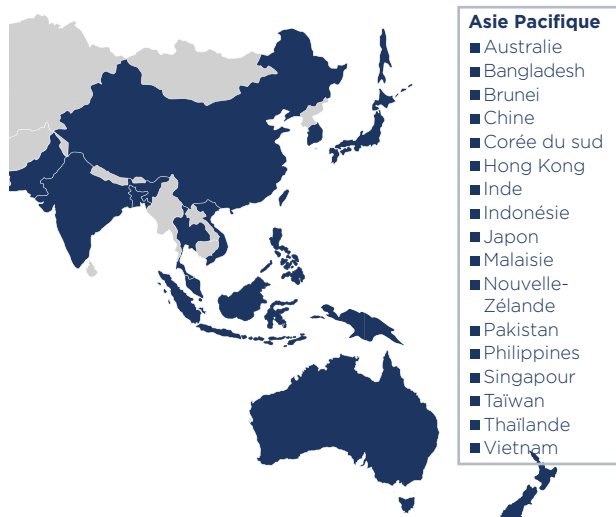 Asie Pacifique
Australie
Bangladesh
Brunei
Chine
Corée du sud
Hong Kong
Inde
Indonésie
Japon
Malaisie
Nouvelle-
Zélande
Pakistan
Philippines
Singapour
Taïwan
Thaïlande
Vietnam